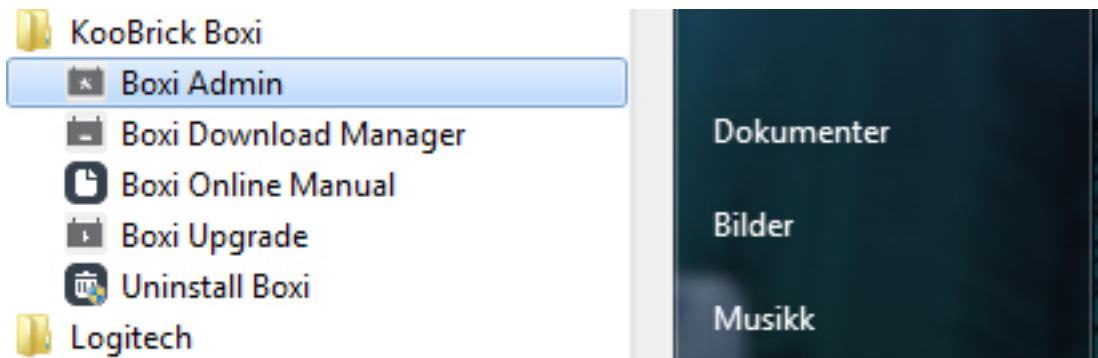 KooBrick Boxi
Boxi Admin
Boxi Download Manager
Boxi Online Manual
Boxi Upgrade
Uninstall Boxi
Logitech
Dokumenter
Bilder
Musikk